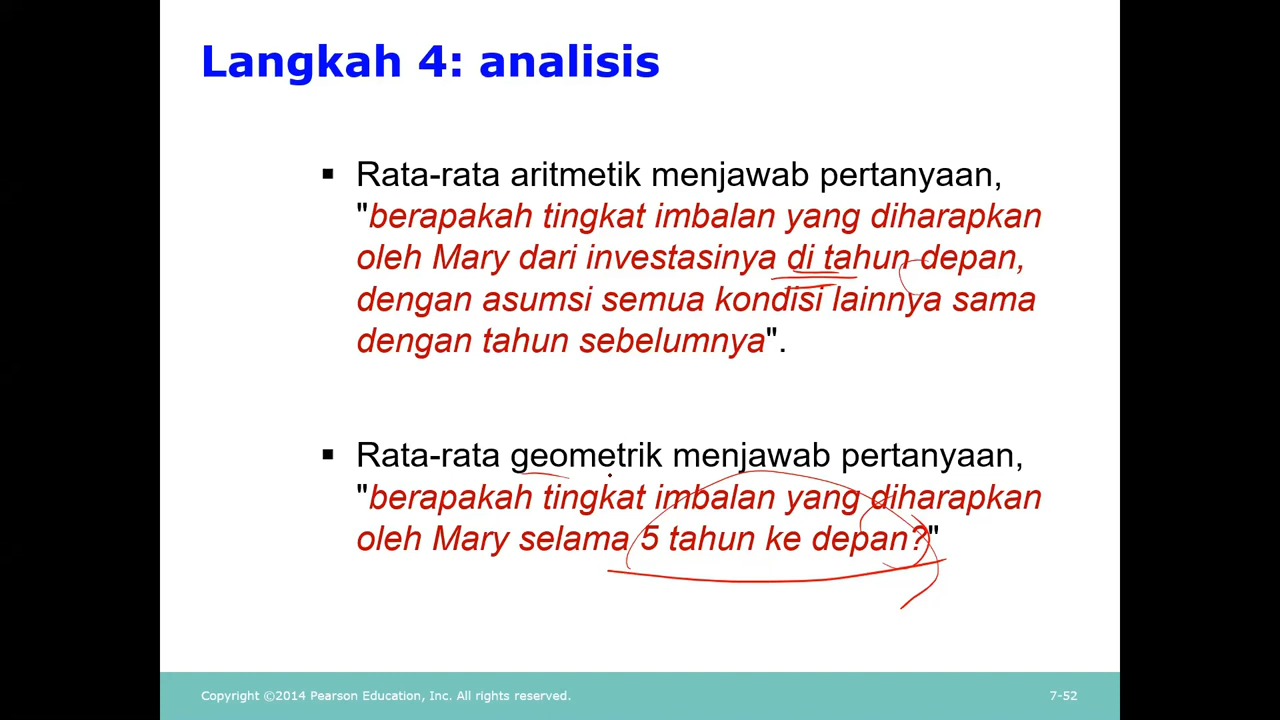 Langkah 4: analisis
▪ Rata-rata aritmetik menjawab pertanyaan,
"berapakah tingkat imbalan yang diharapkan
oleh Mary dari investasinya di tahun depan,
dengan asumsi semua kondisi lainnya sama
dengan tahun sebelumnya".
▪ Rata-rata geometrik menjawab pertanyaan,
"berapakah tingkat imbalan yang diharapkan
oleh Mary selama 5 tahun ke depan?"
Copyright ©2014 Pearson Education, Inc. All rights reserved.
7-52